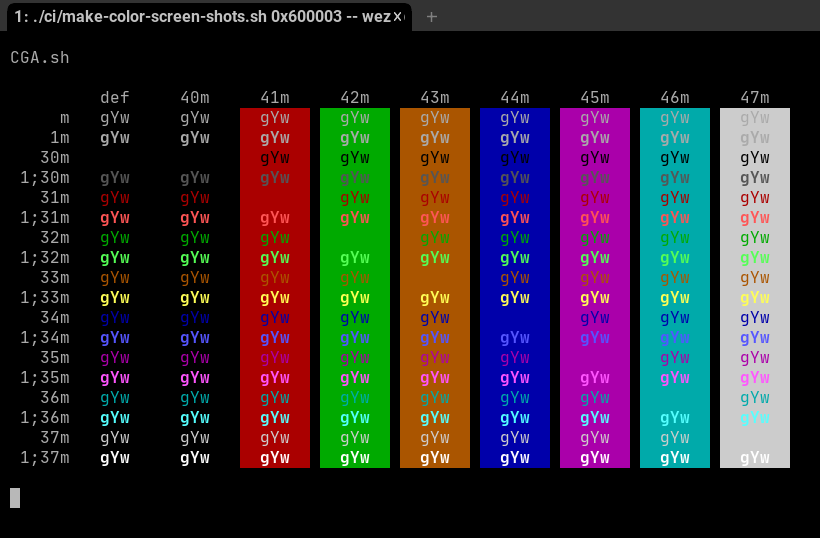 1: ./ci/make-color-screen-shots.sh 0x600003 -- wez × +
CGA.sh
def 40m 41m 42m 43m 44m 45m 46m 47m
m gYw gYw gYw gYw gYw gYw gYw gYw gYw
1m gYw gYw gYw gYw gYw gYw gYw gYw gYw
30m gYw gYw gYw gYw gYw gYw gYw
1;30m gYw gYw gYw gYw gYw gYw gYw gYw gYw
31m gYw gYw gYw gYw gYw gYw gYw gYw
1;31m gYw gYw gYw gYw gYw gYw gYw gYw gYw
32m gYw gYw gYw gYw gYw gYw gYw gYw
1;32m gYw gYw gYw gYw gYw gYw gYw gYw gYw
33m gYw gYw gYw gYw gYw gYw gYw gYw
1;33m gYw gYw gYw gYw gYw gYw gYw gYw gYw
34m gYw gYw gYw gYw gYw gYw gYw gYw
1;34m gYw gYw gYw gYw gYw gYw gYw gYw gYw
35m gYw gYw gYw gYw gYw gYw gYw gYw
1;35m gYw gYw gYw gYw gYw gYw gYw gYw gYw
36m gYw gYw gYw gYw gYw gYw gYw gYw
1;36m gYw gYw gYw gYw gYw gYw gYw gYw gYw
37m gYw gYw gYw gYw gYw gYw gYw gYw
1;37m gYw gYw gYw gYw gYw gYw gYw gYw gYw